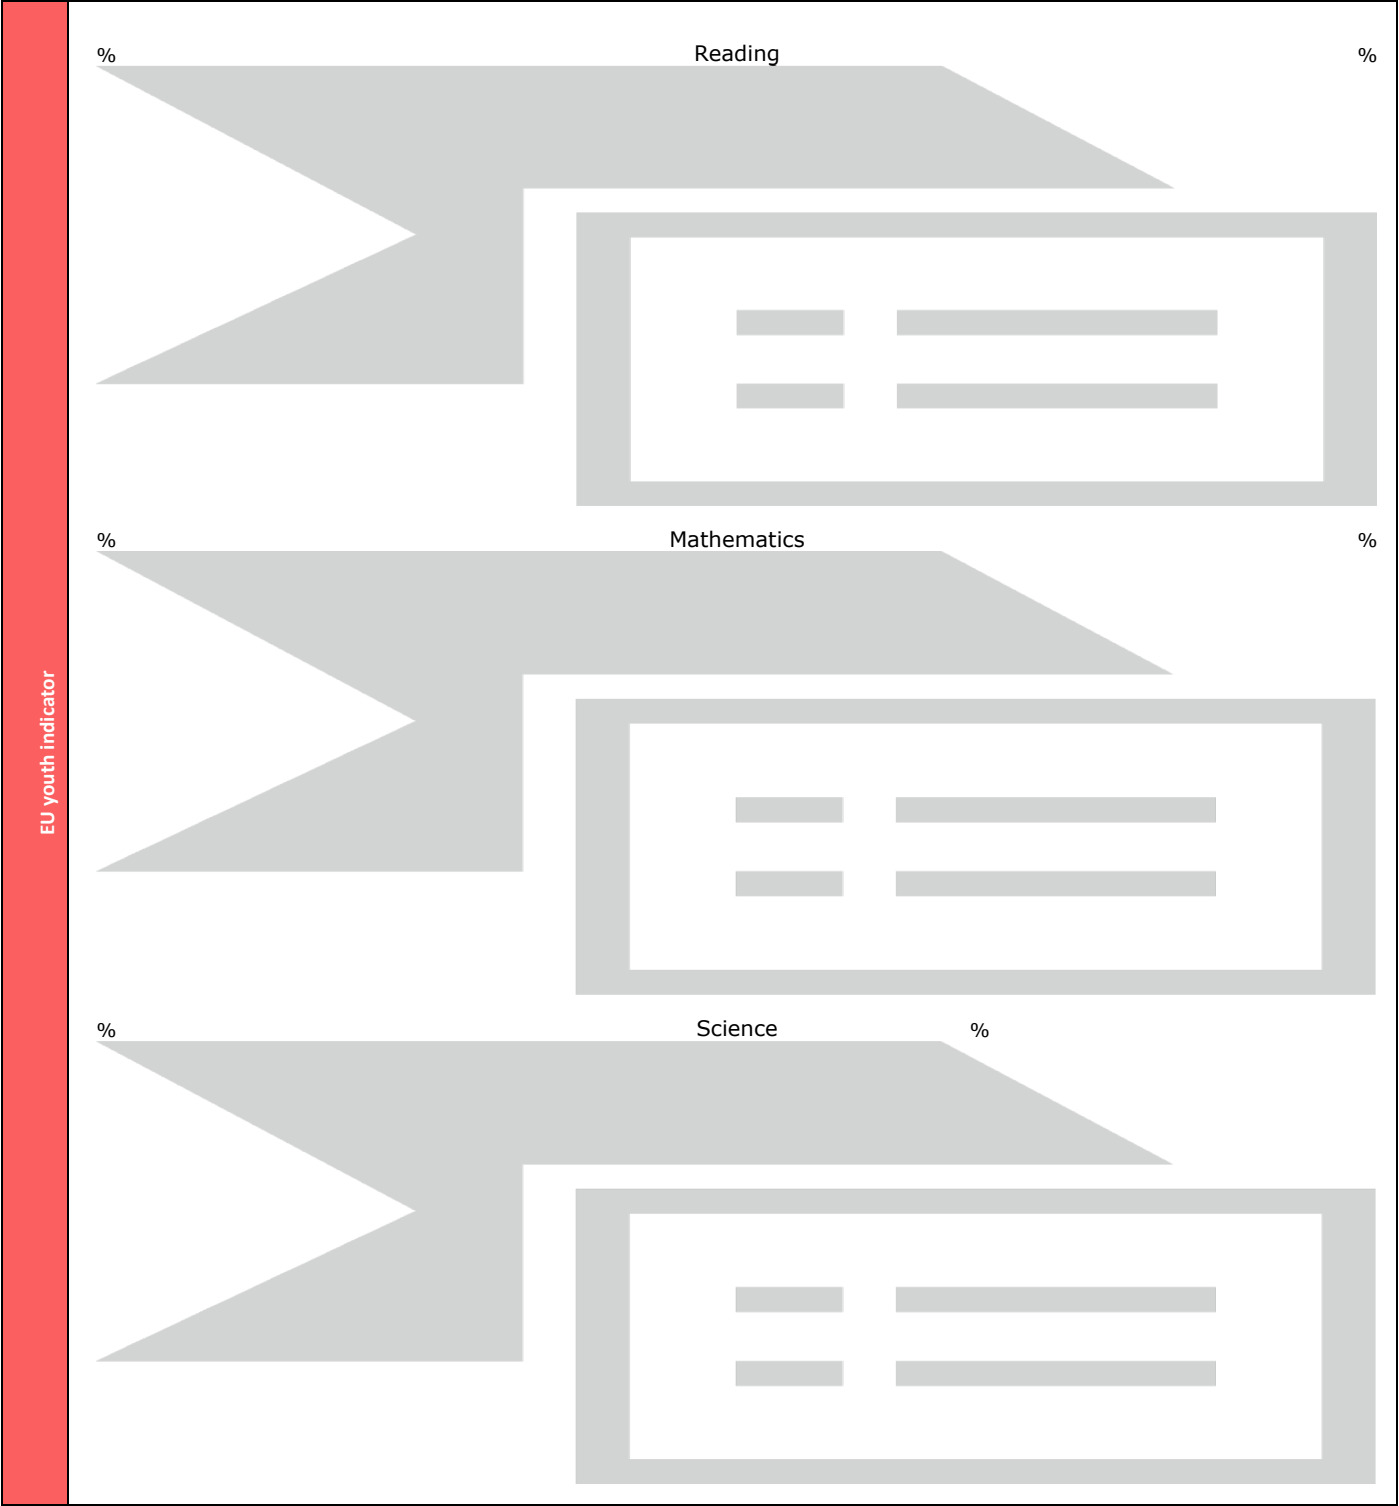 % Reading %
% Mathematics %
EU youth indicator
% Science %